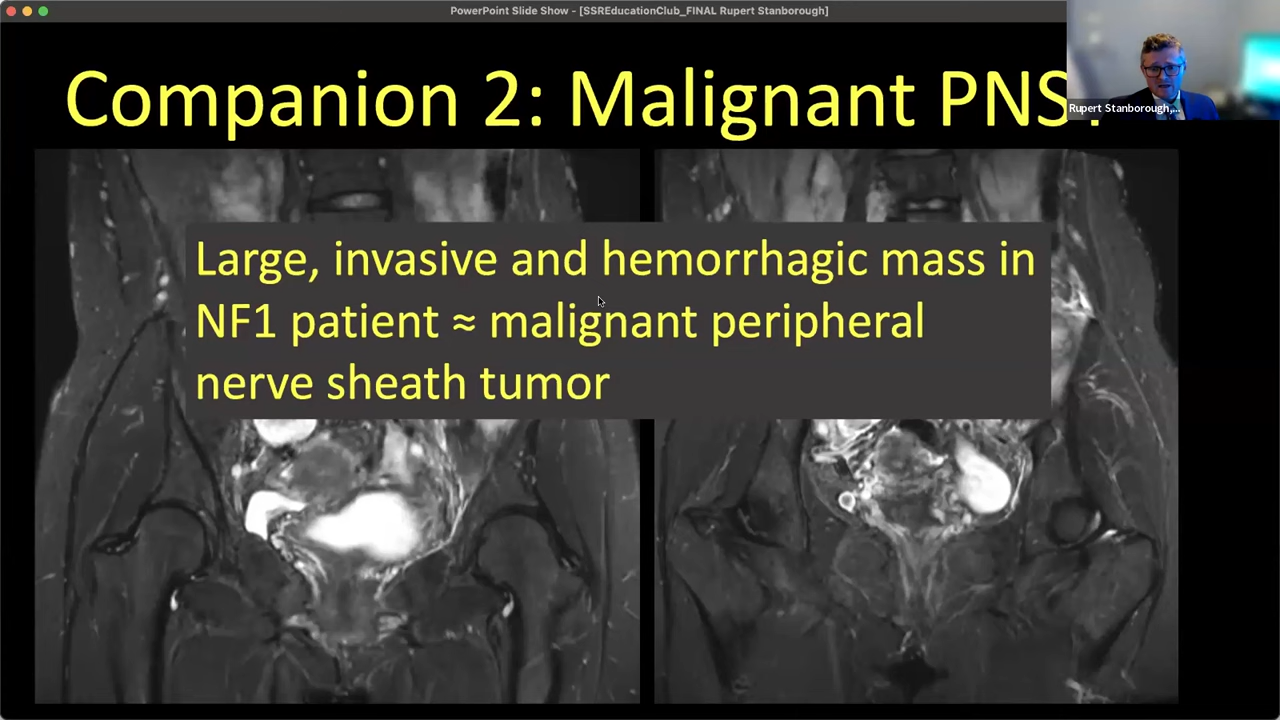 PowerPoint Slide Show - [SSREducationClub_FINAL Rupert Stanborough]
Companion 2: Malignant PNS
Rupert Stanborough,...
Large, invasive and hemorrhagic mass in
NF1 patient ≈ malignant peripheral
nerve sheath tumor